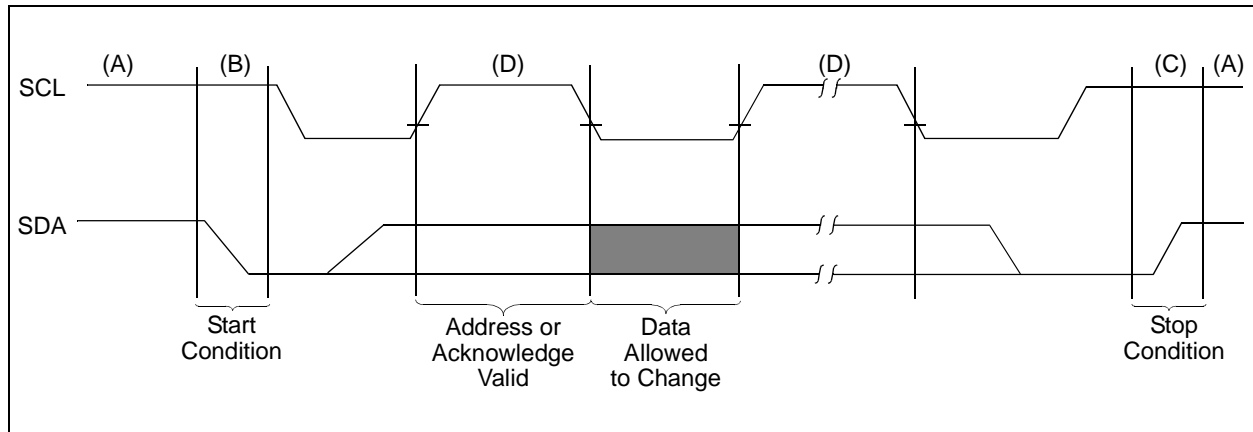 (A)
(B)
(D)
(D)
(C)
(A)
SCL
SDA
Start
Condition
Address or
Acknowledge
Valid
Data
Allowed
to Change
Stop
Condition